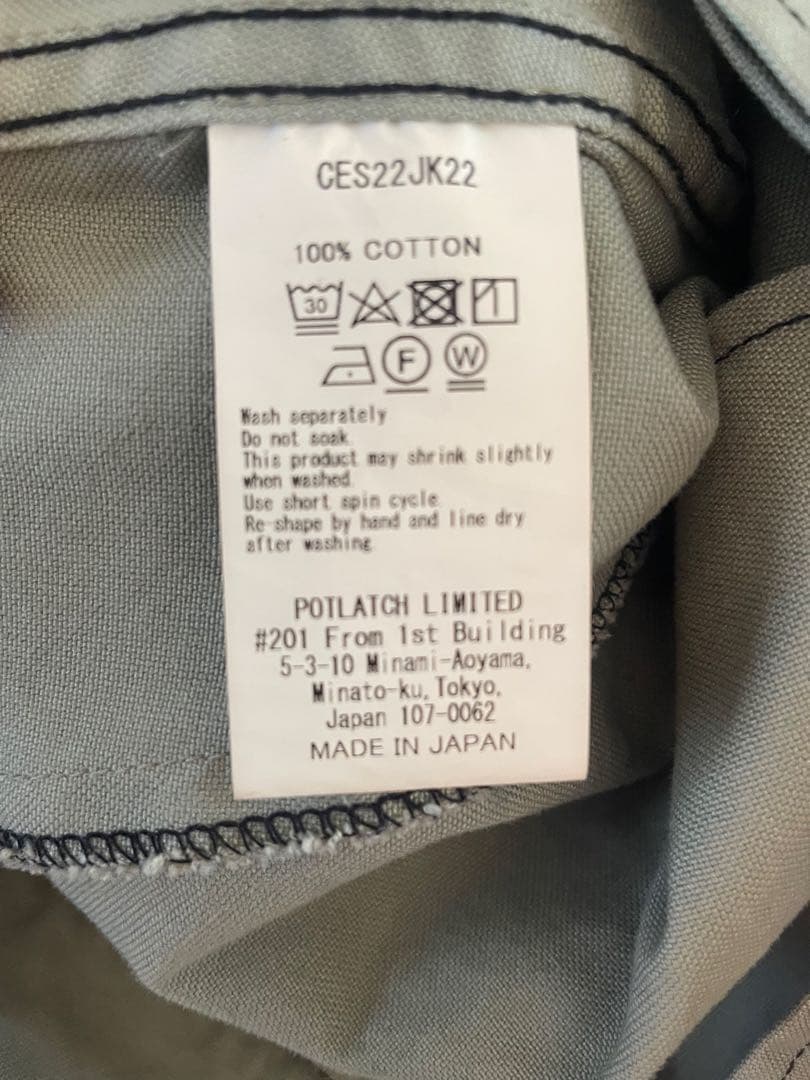 CES22JK22
100% COTTON
30
F W
Wash separately
Do not soak
This product may shrink slightly
when washed.
Use short spin cycle
Re-shape by hand and line dry
after washing
POTLATCH LIMITED
#201 From 1st Building
5-3-10 Minami-Aoyama,
Minato-ku, Tokyo,
Japan 107-0062
MADE IN JAPAN